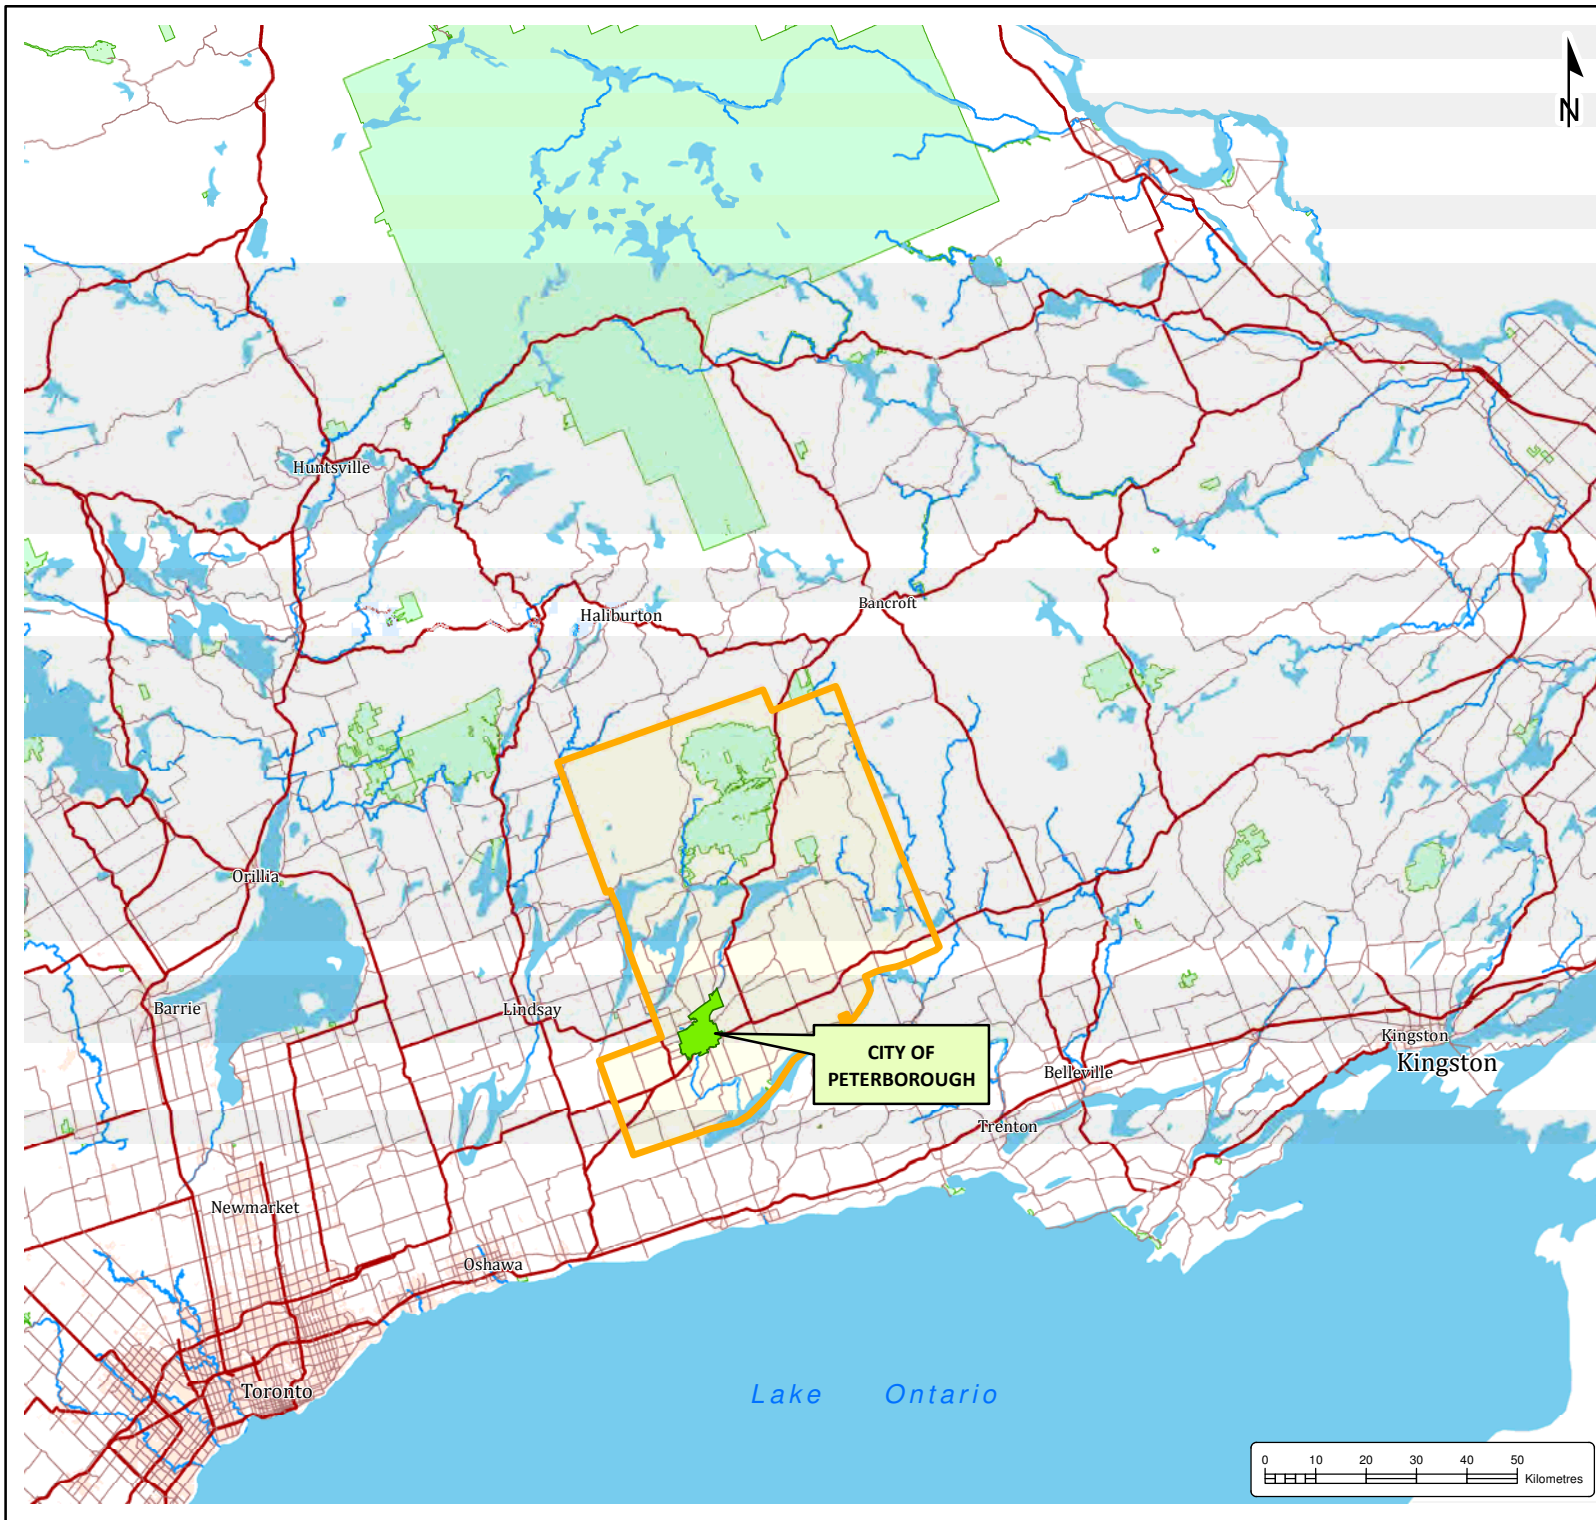 N
Huntsville
Haliburton
Bancroft
Orillia
Barrie
Lindsay
CITY OF
PETERBOROUGH
Kingston
Kingston
Belleville
Trenton
Newmarket
Oshawa
Toronto
Lake Ontario
0 10 20 30 40 50
Kilometres